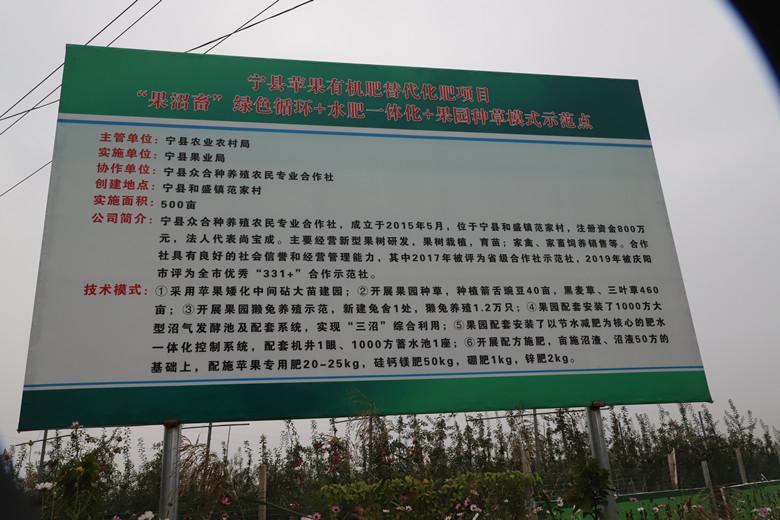 宁县苹果有机肥替代化肥项目
“果沼畜”绿色循环+水肥一体化+果园种草模式示范点
主管单位：宁县农业农村局
实施单位：宁县果业局
协作单位：宁县众合种养殖农民专业合作社
创建地点：宁县和盛镇范家村
实施面积：500亩
公司简介：宁县众合种养殖农民专业合作社，成立于2015年5月，位于宁县和盛镇范家村，注册资金800万
元，法人代表尚宝成。主要经营新型果树研发，果树栽植，育苗；家禽、家畜饲养销售等。合作
社具有良好的社会信誉和经营管理能力，其中2017年被评为省级合作社示范社，2019年被庆阳
市评为全市优秀“331+”合作示范社。
技术模式：①采用苹果矮化中间砧大苗建园；②开展果园种草，种植箭舌豌豆40亩，黑麦草、三叶草460
亩；③开展果园獭兔养殖示范，新建兔舍1处，獭兔养殖1.2万只；④果园配套安装了1000方大
型沼气发酵池及配套系统，实现“三沼”综合利用；⑤果园配套安装了以节水减肥为核心的肥水
一体化控制系统，配套机井1眼、1000方蓄水池1座；⑥开展配方施肥，亩施沼渣、沼液50方的
基础上，配施苹果专用肥20-25kg，硅钙镁肥50kg，硼肥1kg，锌肥2kg。